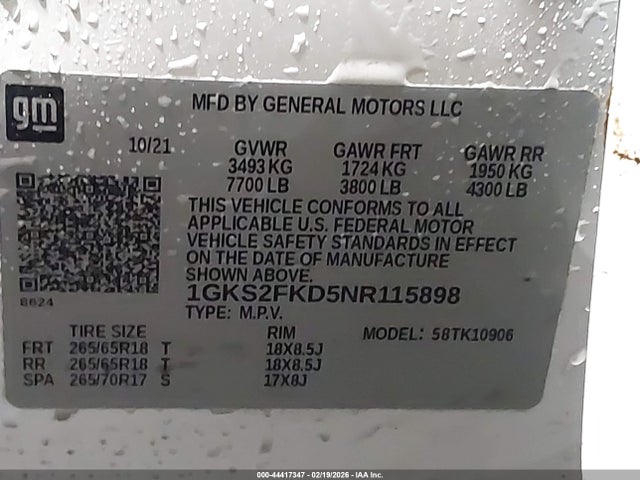 gm
MFD BY GENERAL MOTORS LLC
10/21 GVWR GAWR FRT GAWR RR
3493 KG 1724 KG 1950 KG
7700 LB 3800 LB 4300 LB
THIS VEHICLE CONFORMS TO ALL
APPLICABLE U.S. FEDERAL MOTOR
VEHICLE SAFETY STANDARDS IN EFFECT
ON THE DATE OF MANUFACTURE
SHOWN ABOVE.
1GKS2FKD5NR115898
8624
TYPE: M.P.V.
TIRE SIZE RIM MODEL: 58TK10906
FRT 265/65R18 T 18X8.5J
RR 265/65R18 T 18X8.5J
SPA 265/70R17 S 17X8J
000-44417347 - 02/19/2026 - IAA Inc.